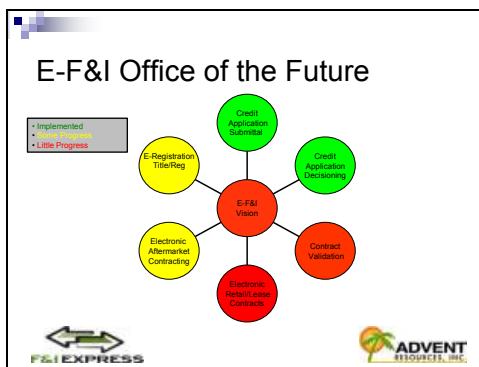 E-F&I Office of the Future
• Implemented
• Some Progress
• Little Progress
Credit
Application
Submittal
E-Registration
Title/Reg
Credit
Application
Decisioning
E-F&I
Vision
Electronic
Aftermarket
Contracting
Contract
Validation
Electronic
Retail/Lease
Contracts
F&I EXPRESS
ADVENT
RESOURCES, INC.